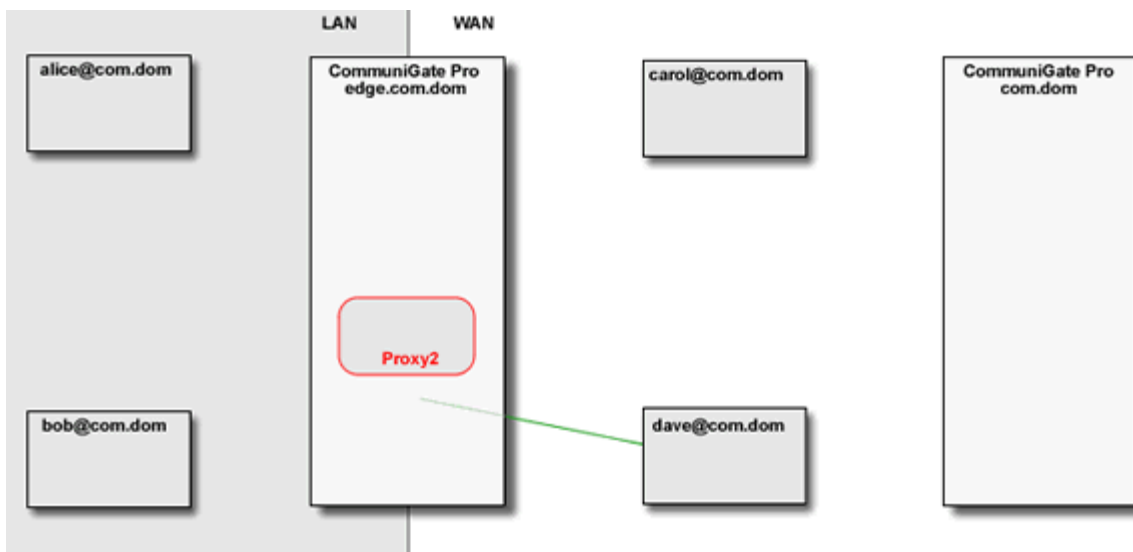 LAN
WAN
alice@com.dom
CommuniGate Pro
edge.com.dom
carol@com.dom
CommuniGate Pro
com.dom
Proxy2
bob@com.dom
dave@com.dom